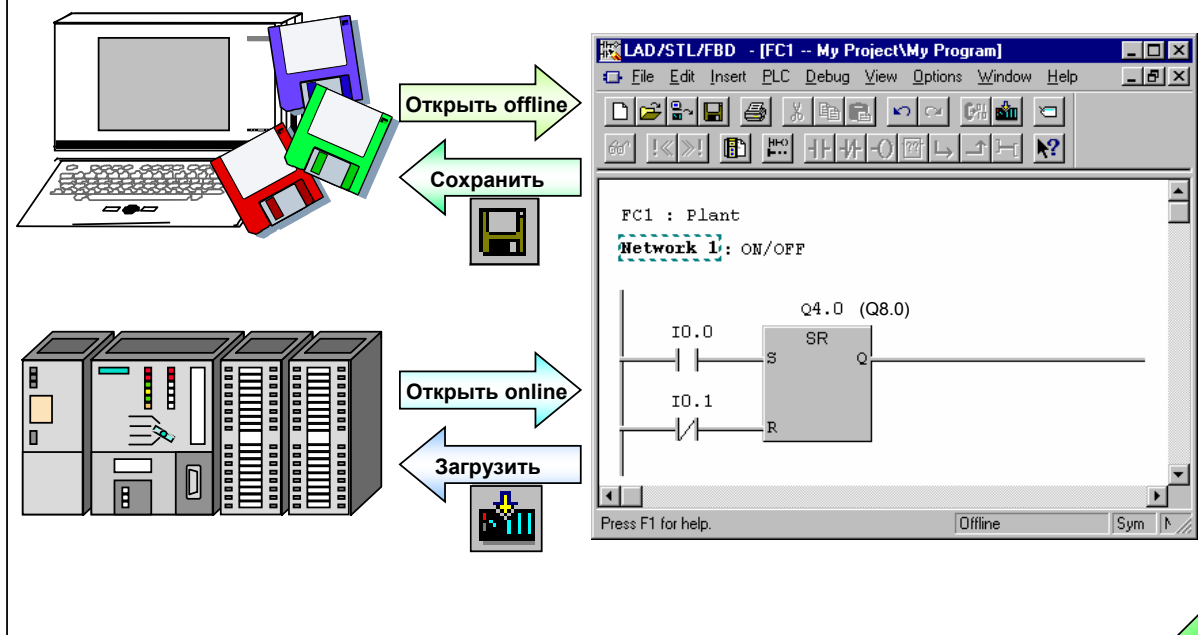 Открыть offline
Сохранить
Открыть online
Загрузить
LAD/STL/FBD - [FC1 -- My Project\My Program]
File Edit Insert PLC Debug View Options Window Help
FC1 : Plant
Network 1: ON/OFF
Q4.0 (Q8.0)
I0.0
SR
S
Q
I0.1
R
Press F1 for help.
Offline
Sym